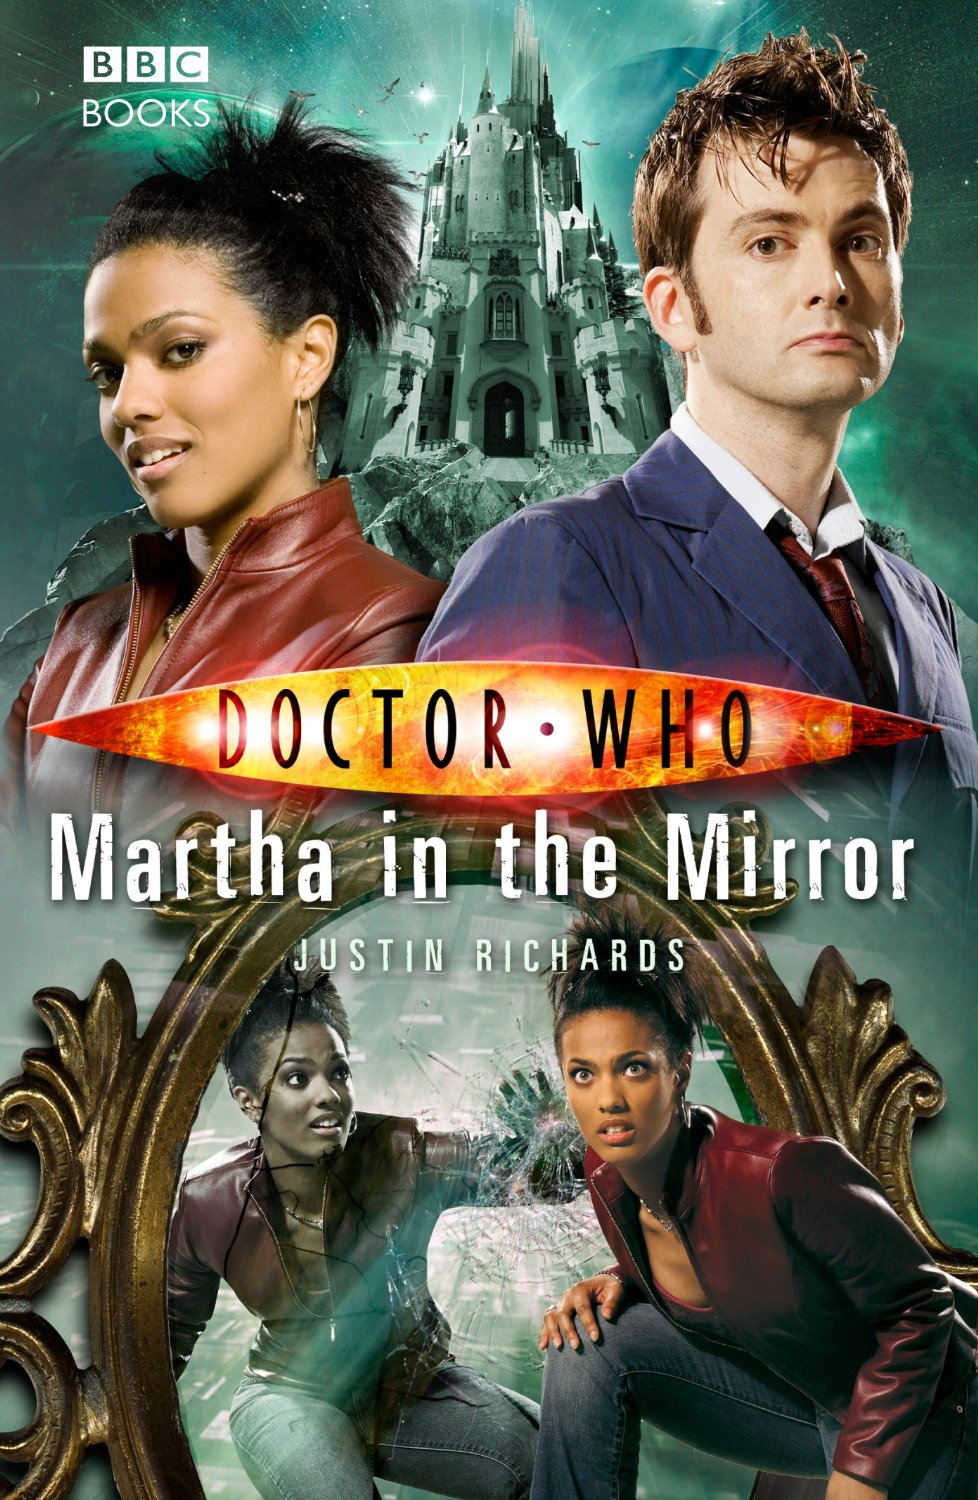 BBC
BOOKS
DOCTOR • WHO
Martha in the Mirror
JUSTIN RICHARDS